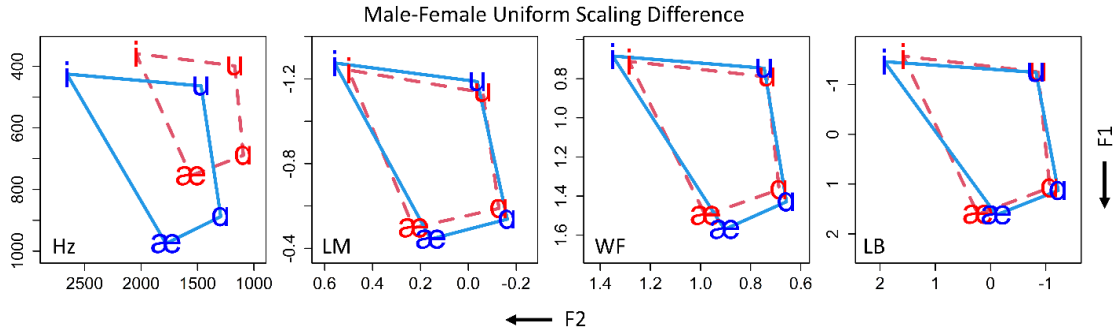 Male-Female Uniform Scaling Difference
400
600
800
1000
i
i
u
u
æ
ɑ
æ
ɑ
Hz
2500
2000
1500
1000
-1.2
-0.8
-0.4
i
i
u
u
æ
ɑ
æ
ɑ
LM
0.6
0.4
0.2
0.0
-0.2
0.8
1.0
1.2
1.4
1.6
i
i
u
u
æ
ɑ
æ
ɑ
WF
1.4
1.2
1.0
0.8
0.6
-1
0
1
2
i
i
u
u
æ
ɑ
æ
ɑ
LB
2
1
0
-1
F1
F2